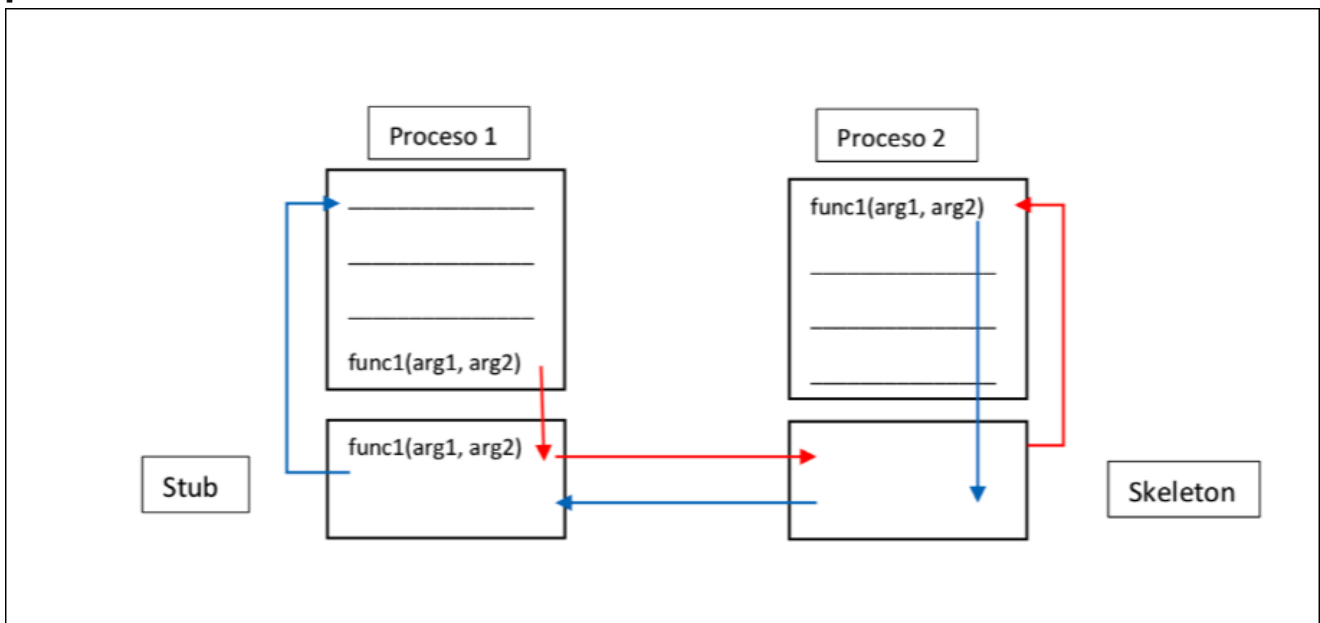 Proceso 1
Proceso 2
func1(arg1, arg2)
func1(arg1, arg2)
func1(arg1, arg2)
Stub
Skeleton